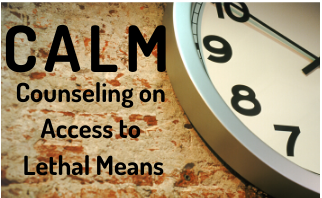 CALM
Counseling on
Access to
Lethal Means
10
9
8
7